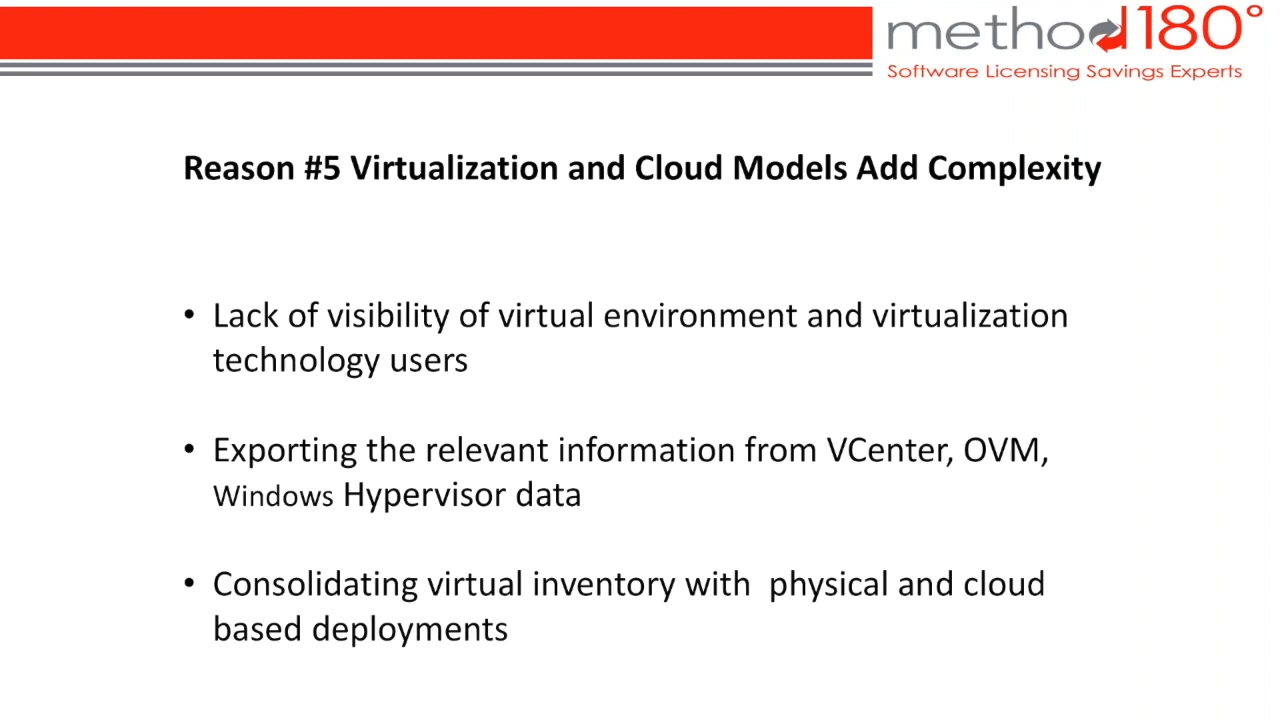 method180°
Software Licensing Savings Experts
Reason #5 Virtualization and Cloud Models Add Complexity
• Lack of visibility of virtual environment and virtualization
technology users
• Exporting the relevant information from VCenter, OVM,
Windows Hypervisor data
• Consolidating virtual inventory with  physical and cloud
based deployments